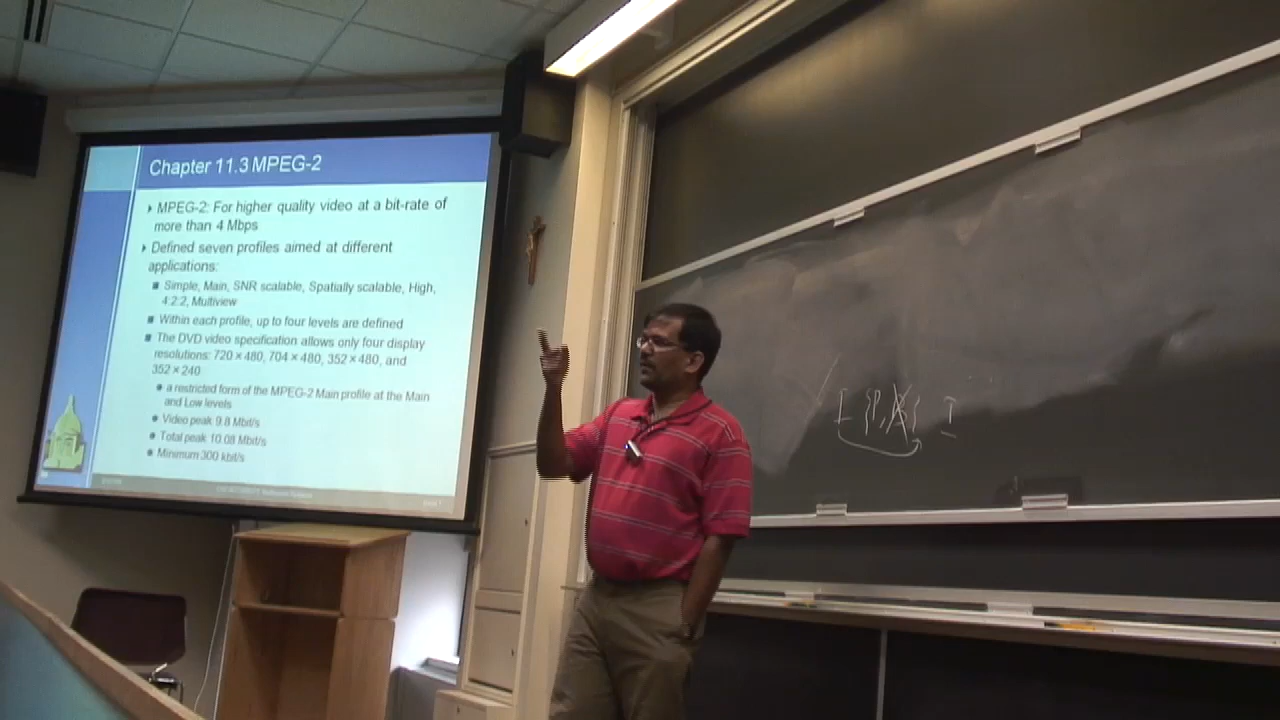 Chapter 11.3 MPEG-2
MPEG-2: For higher quality video at a bit-rate of
more than 4 Mbps
Defined seven profiles aimed at different
applications:
Simple, Main, SNR scalable, Spatially scalable, High,
4:2:2, Multiview
Within each profile, up to four levels are defined
The DVD video specification allows only four display
resolutions: 720 × 480, 704 × 480, 352 × 480, and
352 × 240
a restricted form of the MPEG-2 Main profile at the Main
and Low levels
Video peak 9.8 Mbit/s
Total peak 10.08 Mbit/s
Minimum 300 kbit/s